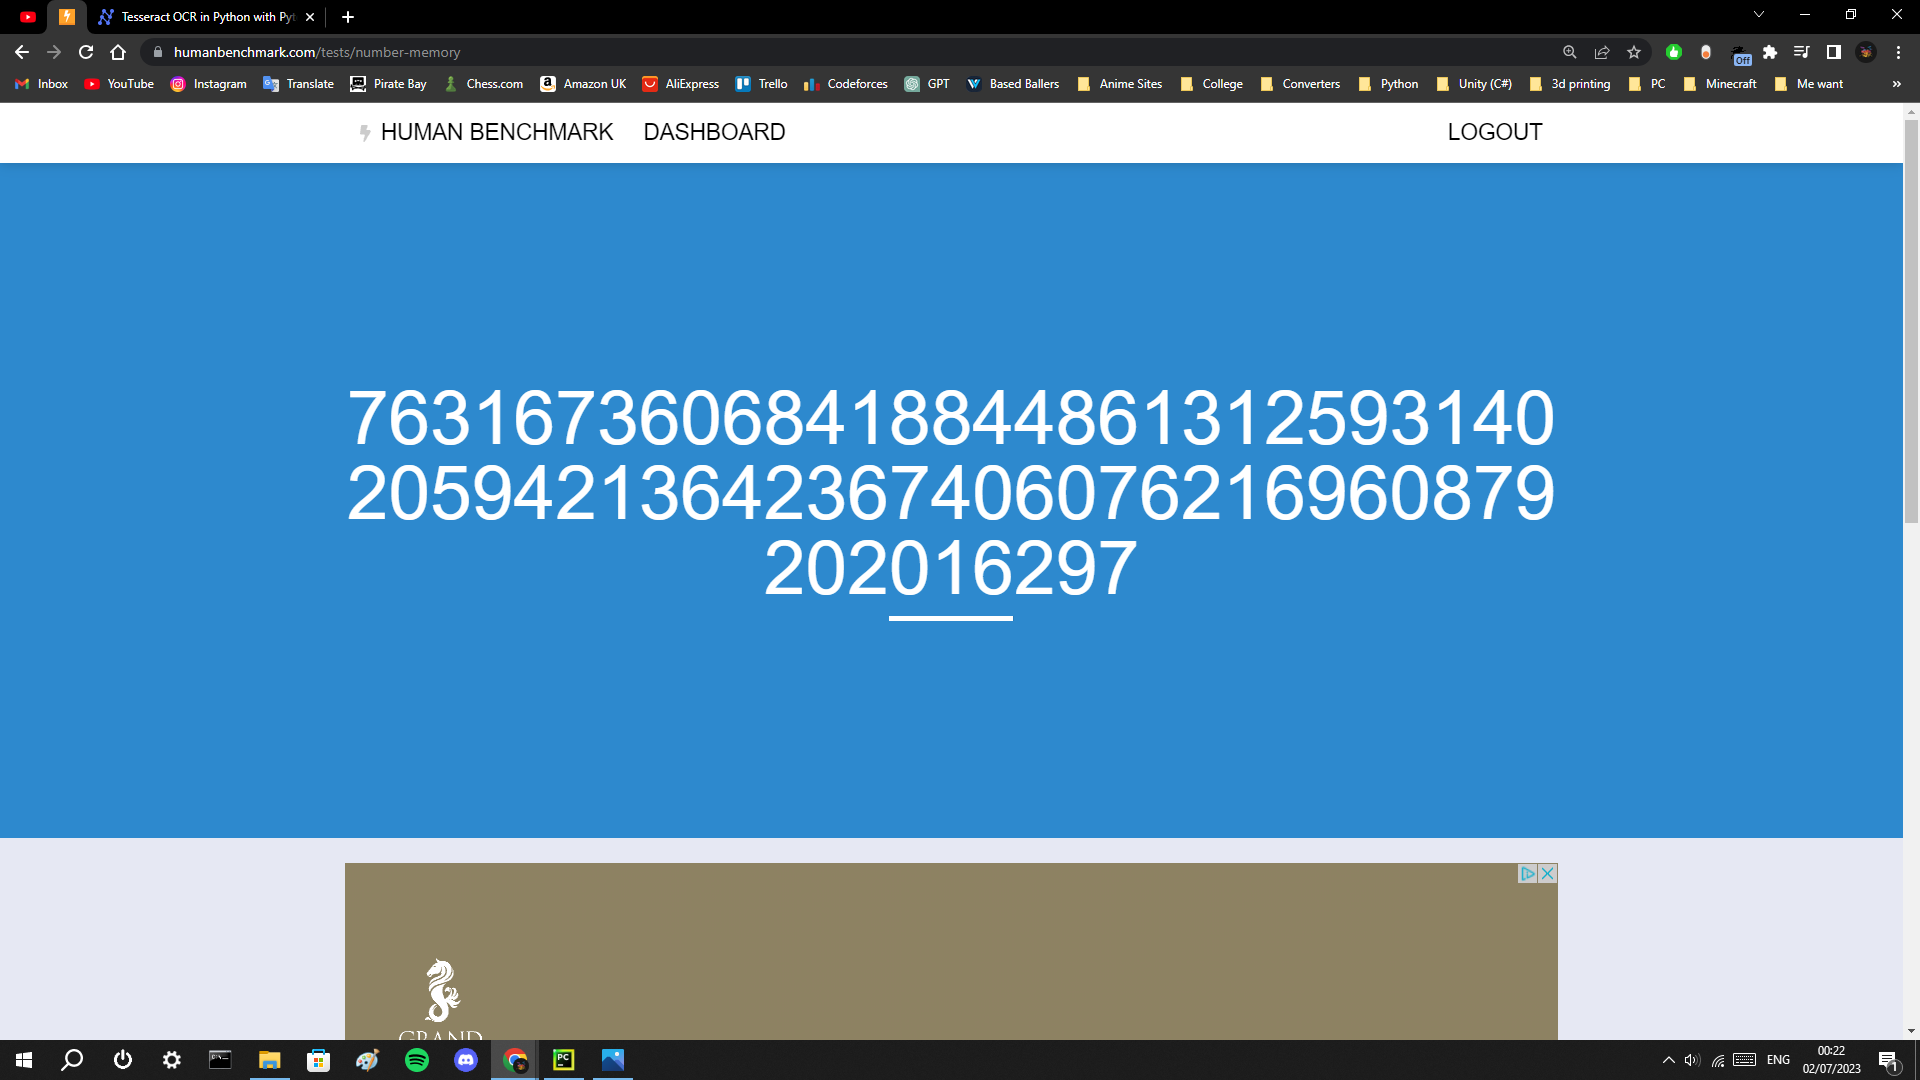 Tesseract OCR in Python with Pyt
humanbenchmark.com/tests/number-memory
Inbox YouTube Instagram Translate Pirate Bay Chess.com Amazon UK AliExpress Trello Codeforces GPT Based Ballers Anime Sites College Converters Python Unity (C#) 3d printing PC Minecraft Me want »
Off
HUMAN BENCHMARK DASHBOARD LOGOUT
76316736068418844861312593140
20594213642367406076216960879
202016297
GRAND
ENG 00:22
02/07/2023
1